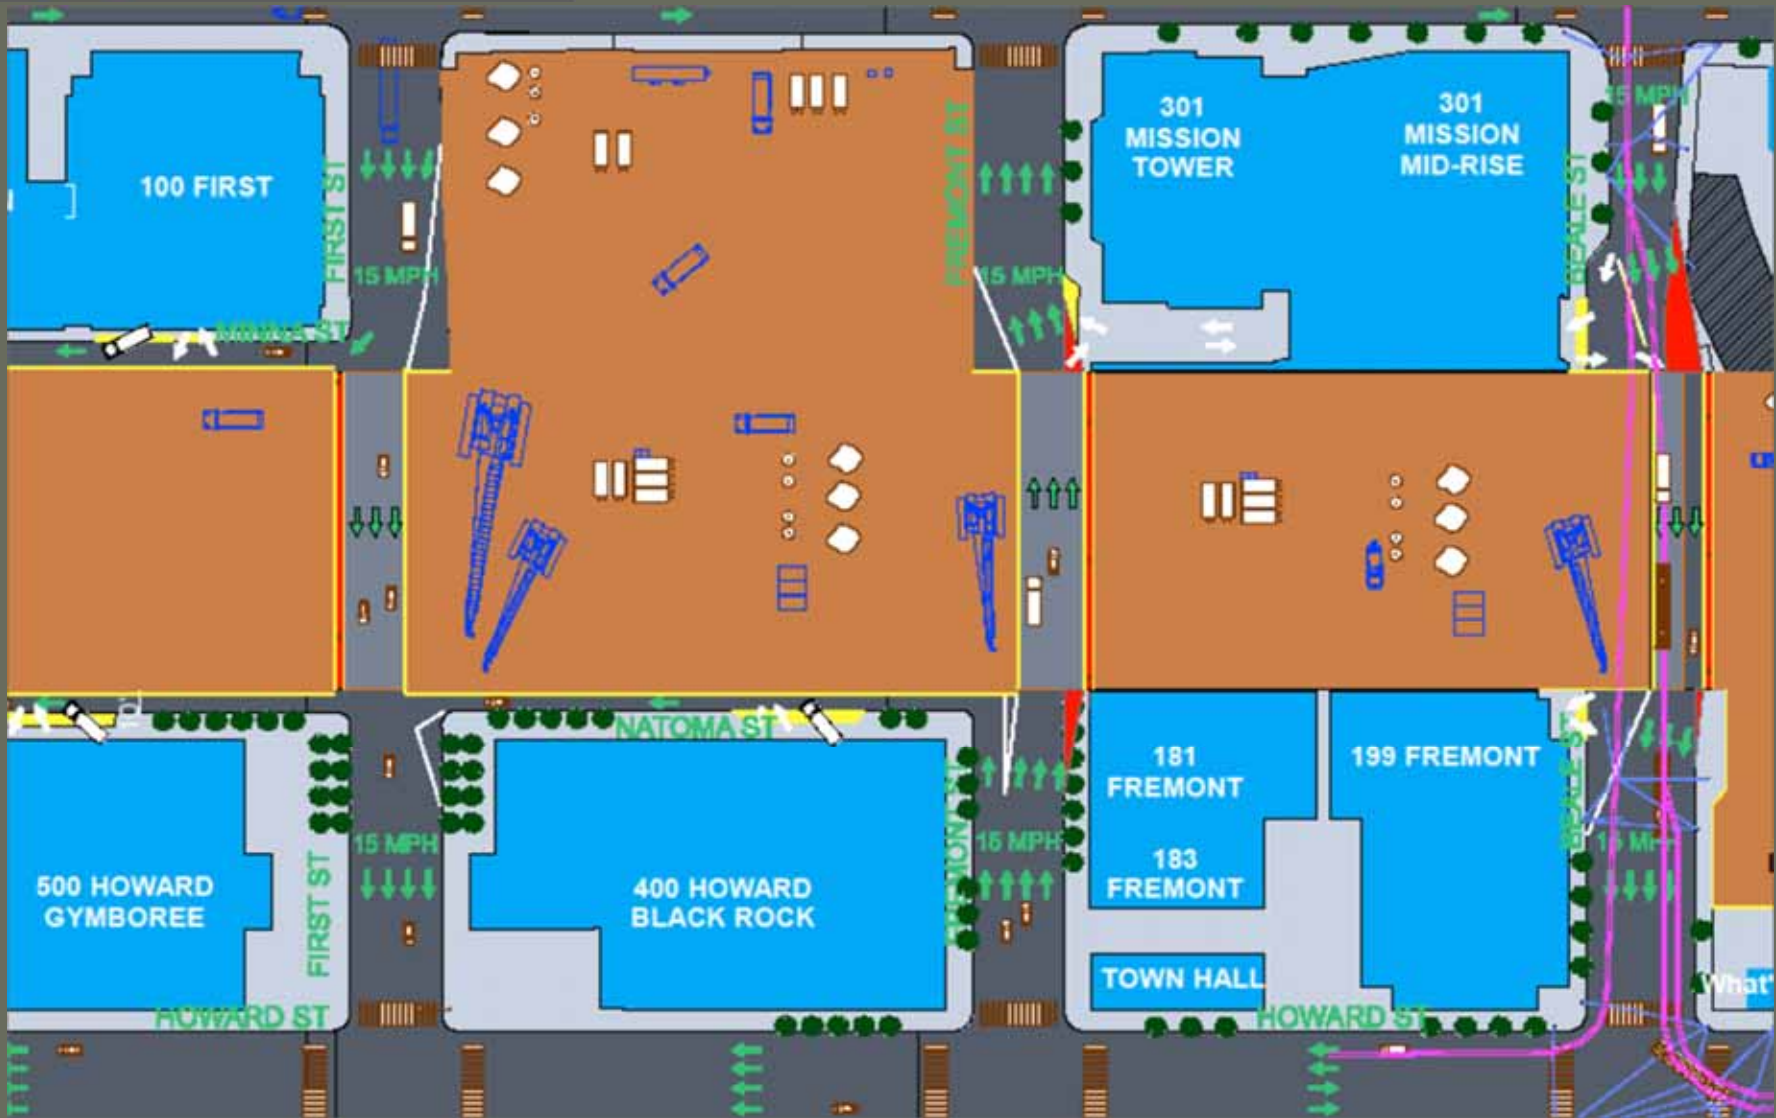 100 FIRST
FIRST ST
15 MPH
MINNA ST
FREMONT ST
15 MPH
301
MISSION
TOWER
301
MISSION
MID-RISE
BEALE ST
15 MPH
NATOMA ST
500 HOWARD
GYMBOREE
FIRST ST
15 MPH
HOWARD ST
400 HOWARD
BLACK ROCK
FREMONT ST
15 MPH
181
FREMONT
183
FREMONT
TOWN HALL
199 FREMONT
BEALE ST
HOWARD ST
What'